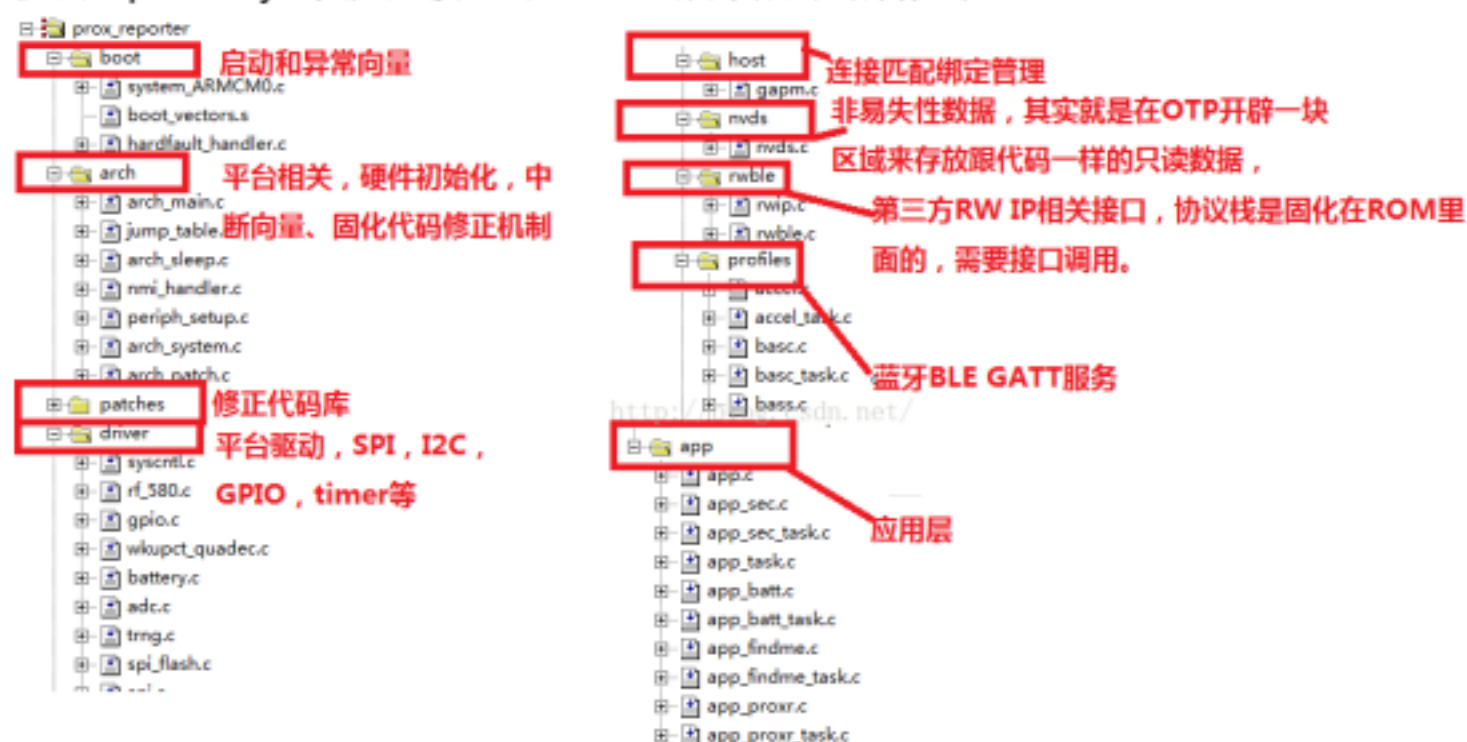 prox_reporter
boot
启动和异常向量
system_ARMCM0.c
boot_vectors.s
hardfault_handler.c
arch
平台相关，硬件初始化，中
arch_main.c
jump_table.
断向量、固化代码修正机制
arch_sleep.c
nmi_handler.c
periph_setup.c
arch_system.c
arch_patch.c
patches
修正代码库
driver
平台驱动，SPI，I2C，
syscntl.c
rf_580.c
GPIO，timer等
gpio.c
wkupct_quadec.c
battery.c
adc.c
trng.c
spi_flash.c
host
连接匹配绑定管理
gapm.c
非易失性数据，其实就是在OTP开辟一块
nvds
nvds.c
区域来存放跟代码一样的只读数据，
rwble
rwip.c
第三方RW IP相关接口，协议栈是固化在ROM里
rwble.c
面的，需要接口调用。
profiles
accel_task.c
basc.c
basc_task.c
蓝牙BLE GATT服务
bass.c
app
app.c
app_sec.c
应用层
app_sec_task.c
app_task.c
app_batt.c
app_batt_task.c
app_findme.c
app_findme_task.c
app_proxr.c
app_proxr_task.c